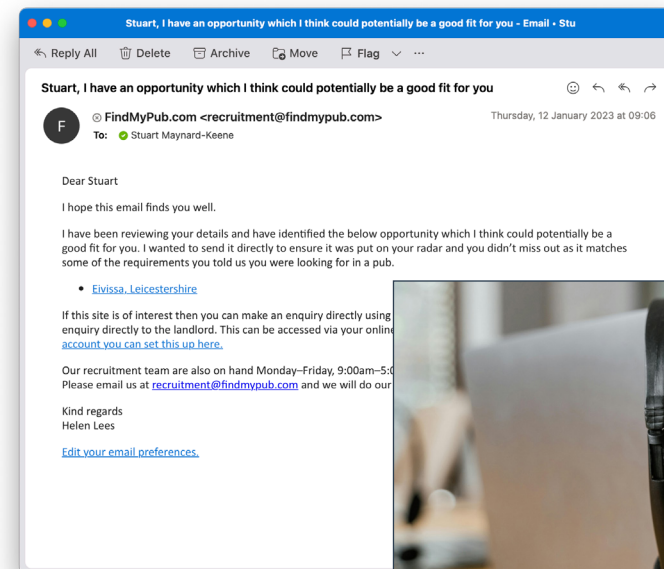 Stuart, I have an opportunity which I think could potentially be a good fit for you - Email • Stu
Reply All Delete Archive Move Flag
Stuart, I have an opportunity which I think could potentially be a good fit for you
F
FindMyPub.com <recruitment@findmypub.com>
Thursday, 12 January 2023 at 09:06
To: Stuart Maynard-Keene
Dear Stuart
I hope this email finds you well.
I have been reviewing your details and have identified the below opportunity which I think could potentially be a
good fit for you. I wanted to send it directly to ensure it was put on your radar and you didn't miss out as it matches
some of the requirements you told us you were looking for in a pub.
• Eivissa, Leicestershire
If this site is of interest then you can make an enquiry directly using
enquiry directly to the landlord. This can be accessed via your online
account you can set this up here.
Our recruitment team are also on hand Monday–Friday, 9:00am–5:0
Please email us at recruitment@findmypub.com and we will do our
Kind regards
Helen Lees
Edit your email preferences.